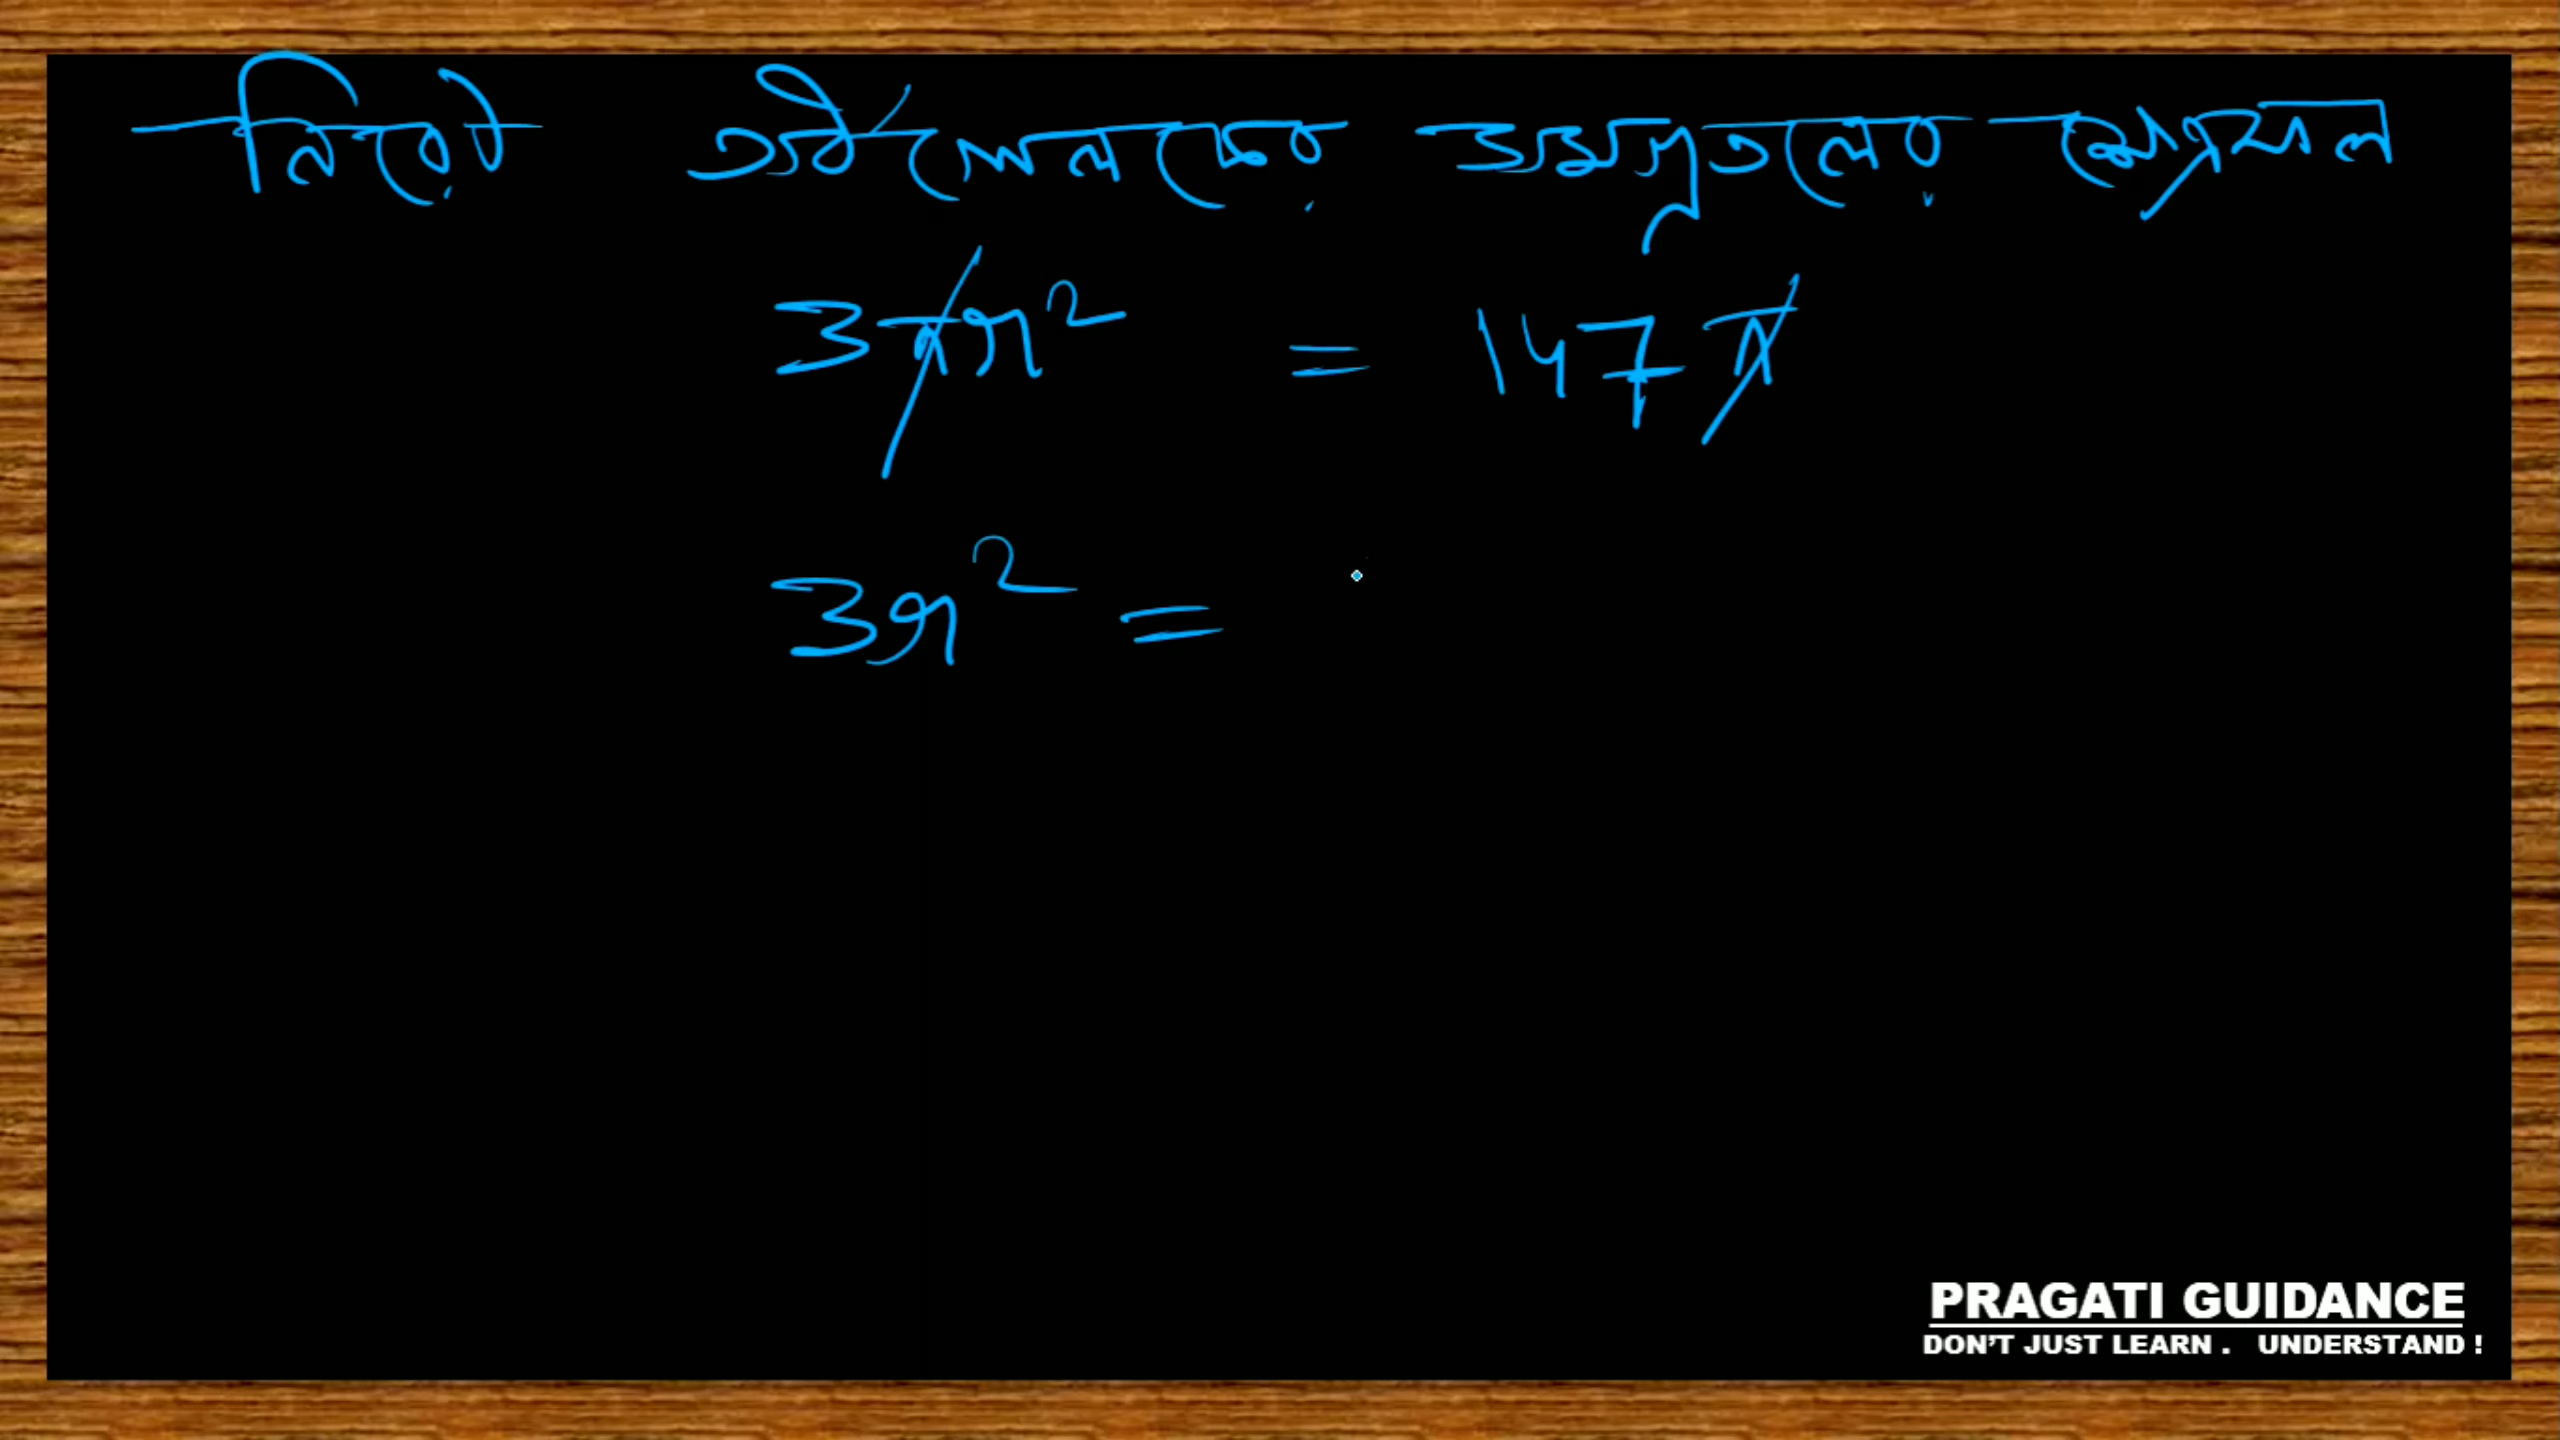 নিরেট অর্ধগোলকের সমগ্রতলের ক্ষেত্রফল
3πr² = 147π
3r² =
PRAGATI GUIDANCE
DON'T JUST LEARN . UNDERSTAND !